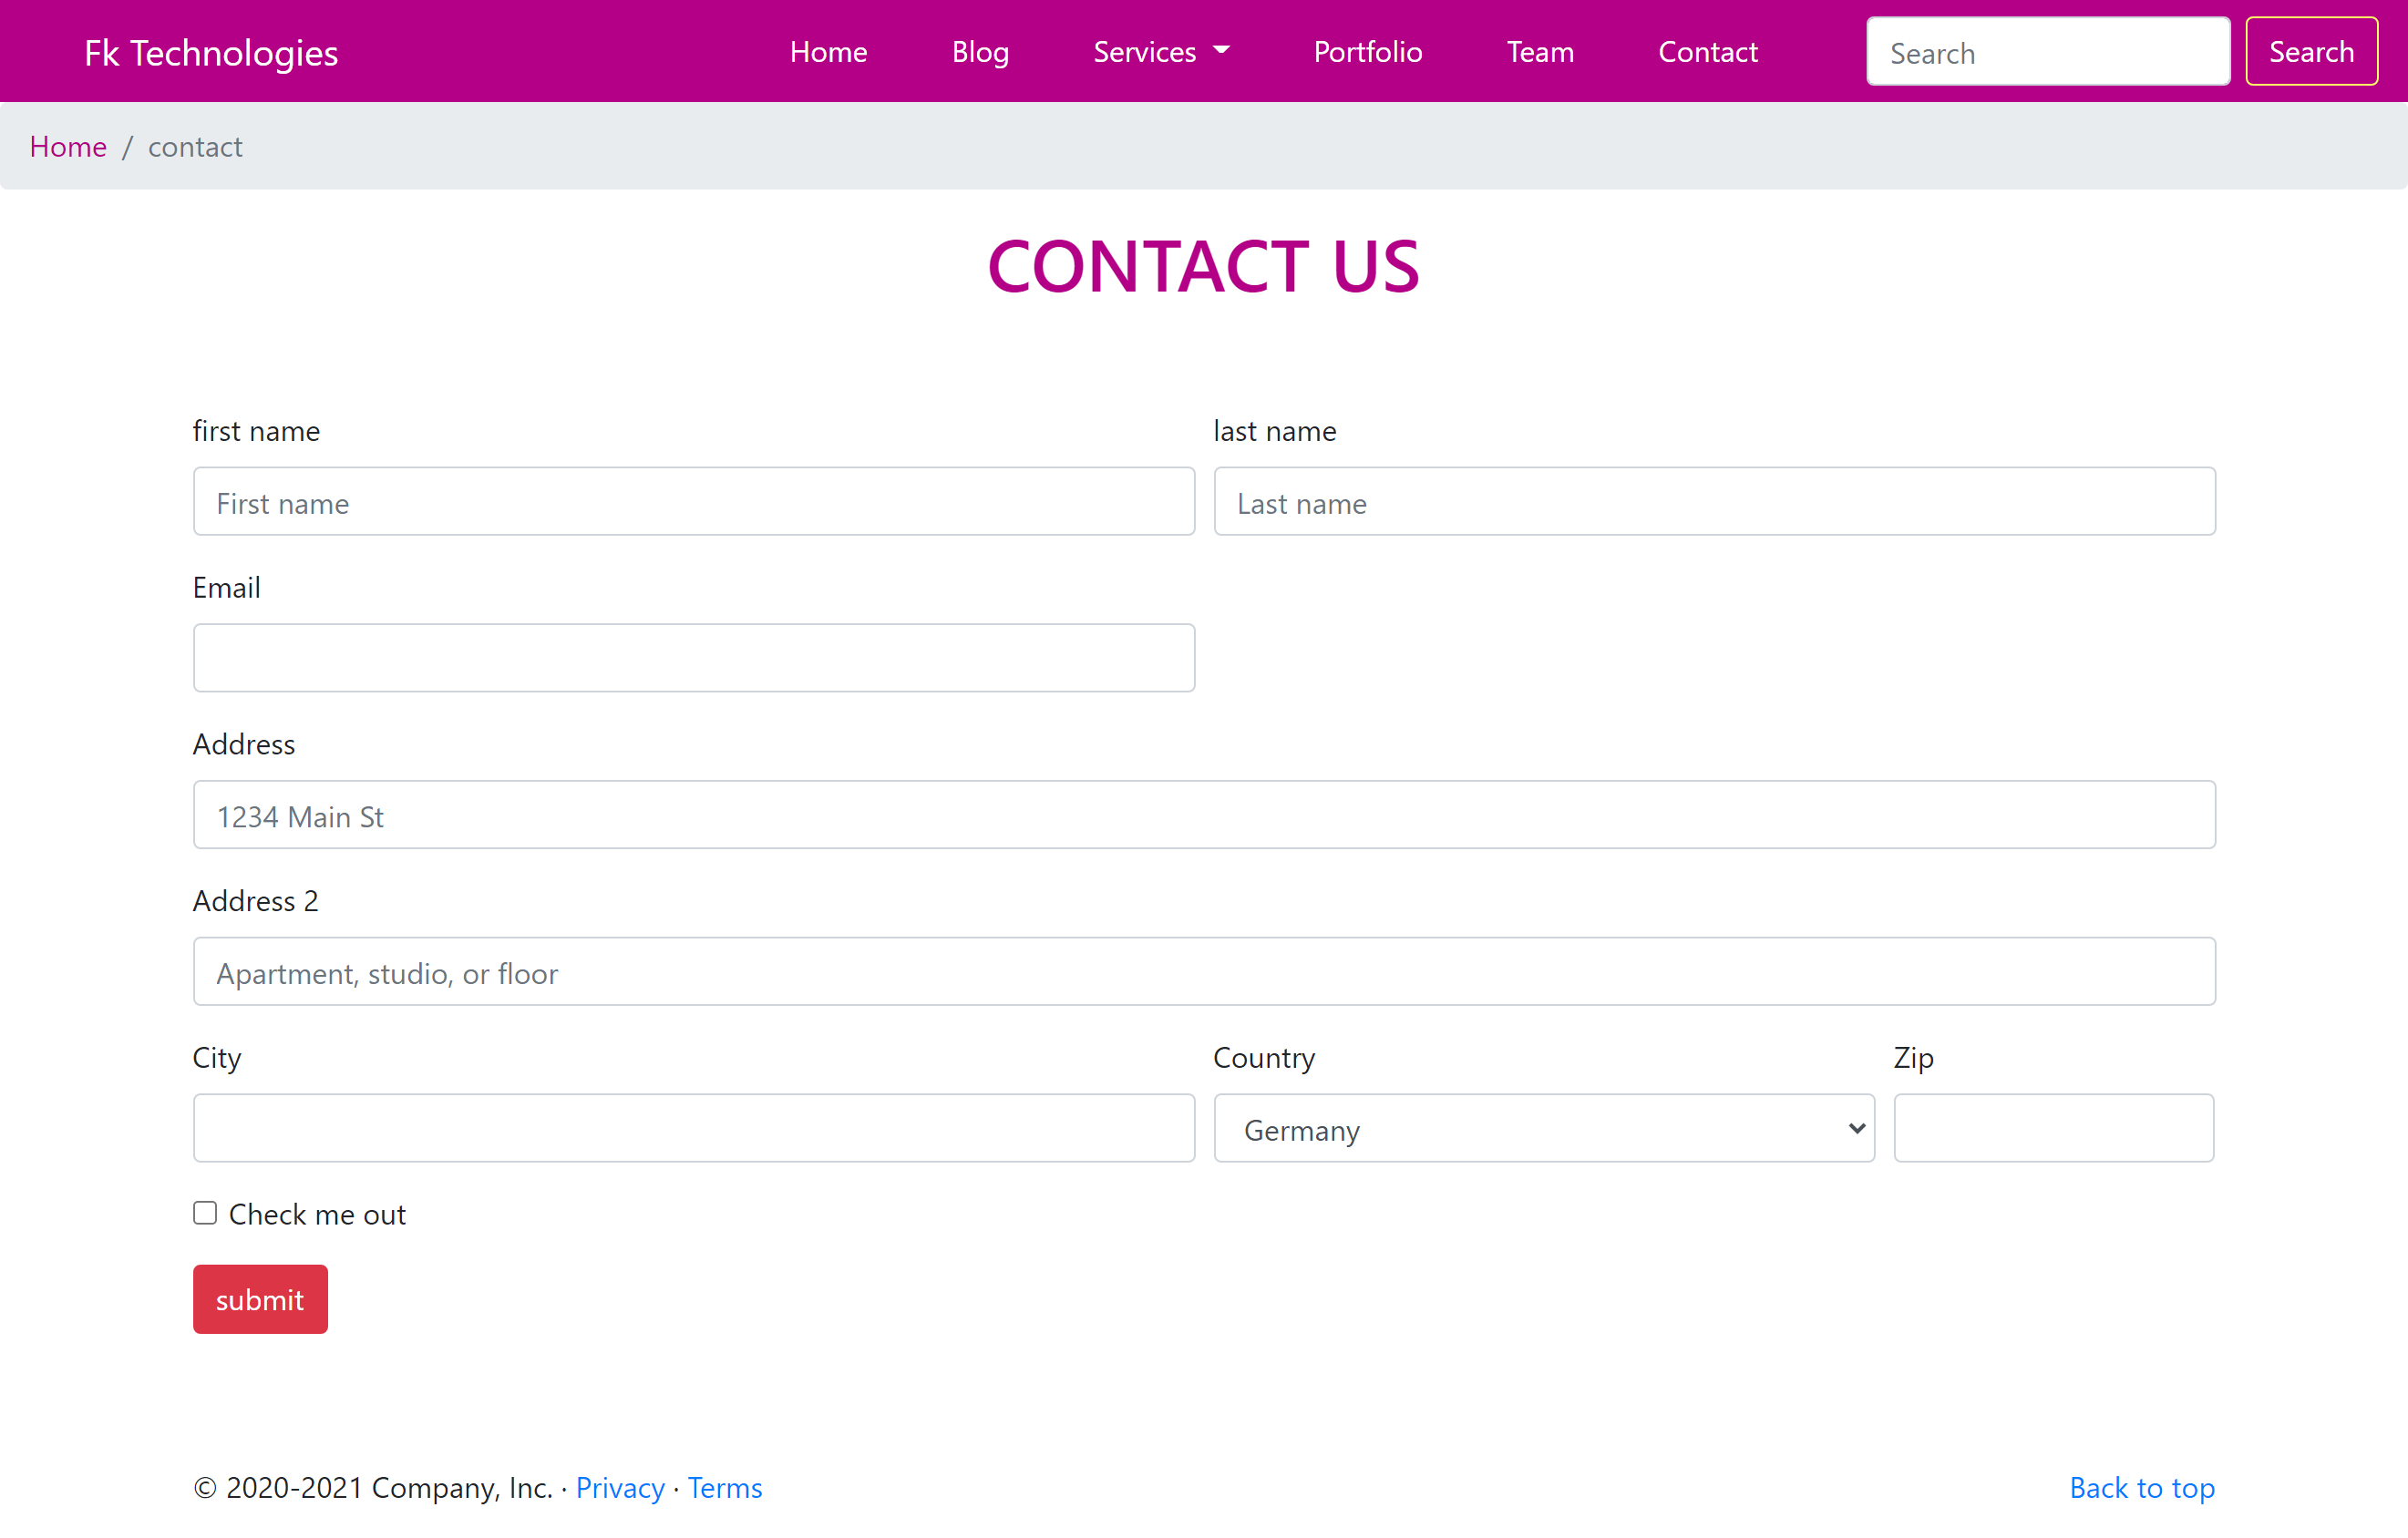 Fk Technologies Home Blog Services Portfolio Team Contact Search Search
Home / contact
CONTACT US
first name last name
First name Last name
Email
Address
1234 Main St
Address 2
Apartment, studio, or floor
City Country Zip
Germany
Check me out
submit
© 2020-2021 Company, Inc. · Privacy · Terms Back to top